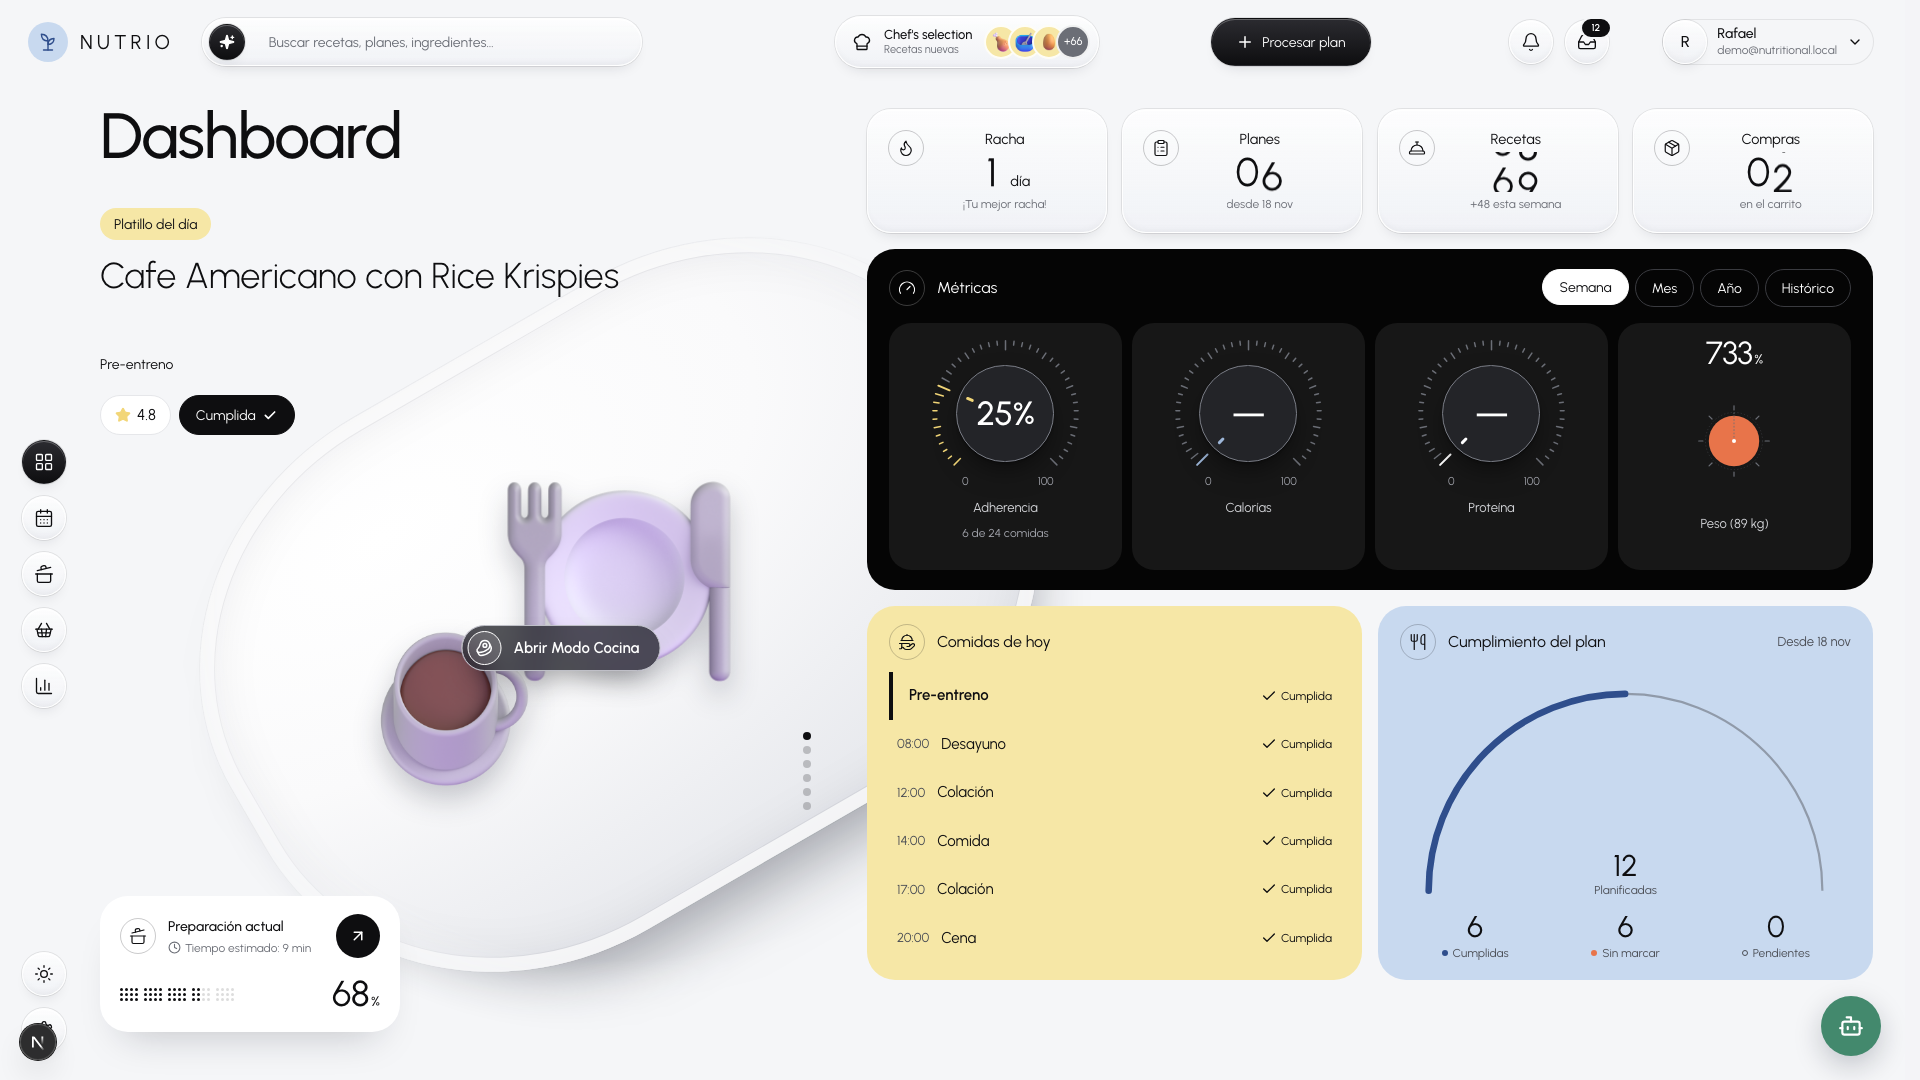 NUTRIO
Buscar recetas, planes, ingredientes...
Chef's selection
Recetas nuevas
+66
Procesar plan
12
R
Rafael
demo@nutritional.local
Dashboard
Platillo del día
Cafe Americano con Rice Krispies
Pre-entreno
4.8
Cumplida
Abrir Modo Cocina
Preparación actual
Tiempo estimado: 9 min
68%
N
Racha
1 día
¡Tu mejor racha!
Planes
06
desde 18 nov
Recetas
69
+48 esta semana
Compras
02
en el carrito
Métricas
Semana
Mes
Año
Histórico
25%
0 100
Adherencia
6 de 24 comidas
—
0 100
Calorías
—
0 100
Proteína
733%
Peso (89 kg)
Comidas de hoy
Pre-entreno Cumplida
08:00 Desayuno Cumplida
12:00 Colación Cumplida
14:00 Comida Cumplida
17:00 Colación Cumplida
20:00 Cena Cumplida
Cumplimiento del plan
Desde 18 nov
12
Planificadas
6
Cumplidas
6
Sin marcar
0
Pendientes